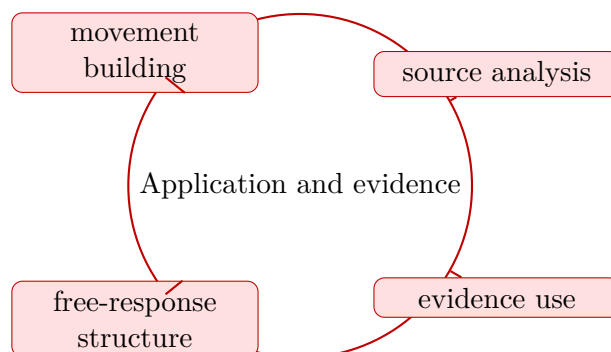 movement
building
source analysis
Application and evidence
free-response
structure
evidence use